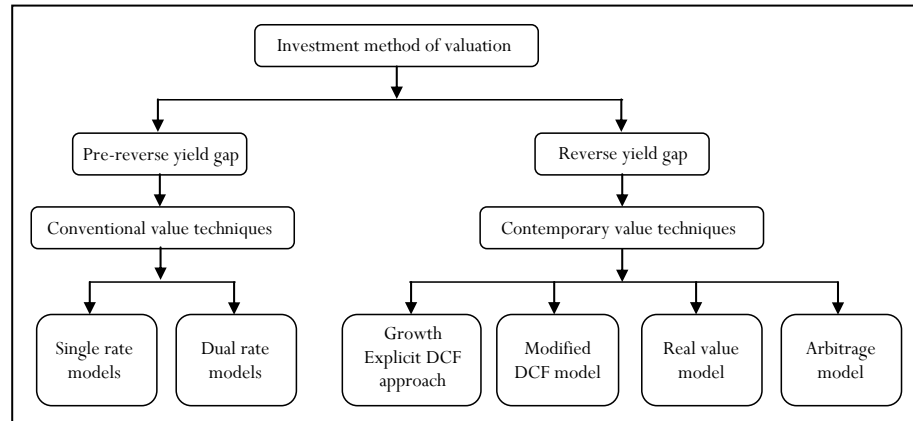 Investment method of valuation
Pre-reverse yield gap
Reverse yield gap
Conventional value techniques
Contemporary value techniques
Single rate
models
Dual rate
models
Growth
Explicit DCF
approach
Modified
DCF model
Real value
model
Arbitrage
model